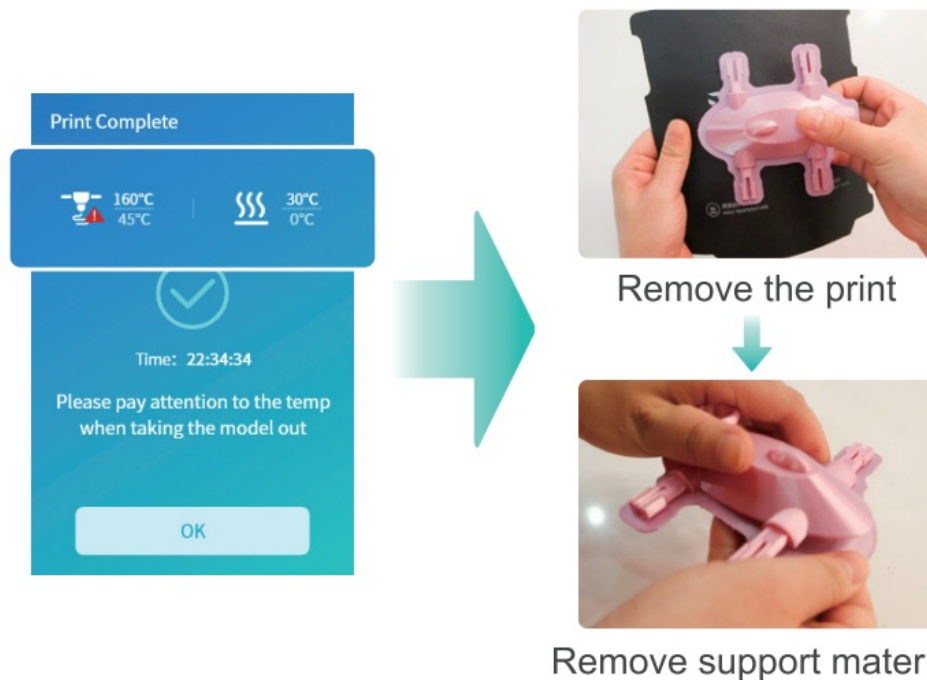 Print Complete
160°C
45°C
30°C
0°C
Time: 22:34:34
Please pay attention to the temp
when taking the model out
OK
Remove the print
Remove support mater